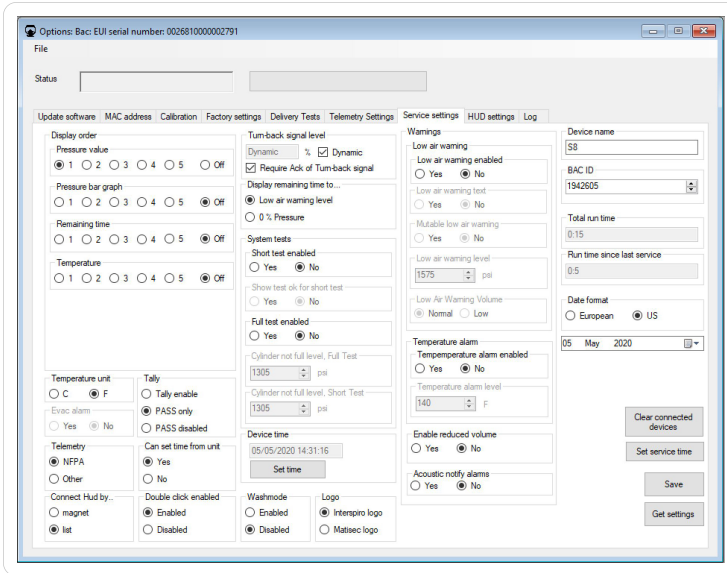 Options: Bac: EUI serial number: 0026810000002791
File
Status
Update software MAC address Calibration Factory settings Delivery Tests Telemetry Settings Service settings HUD settings Log
Display order
Pressure value
1 2 3 4 5 Off
Pressure bar graph
1 2 3 4 5 Off
Remaining time
1 2 3 4 5 Off
Temperature
1 2 3 4 5 Off
Temperature unit
C F
Evac alarm
Yes No
Telemetry
NFPA
Other
Connect Hud by...
magnet
list
Tally
Tally enable
PASS only
PASS disabled
Can set time from unit
Yes
No
Double click enabled
Enabled
Disabled
Turn-back signal level
Dynamic % Dynamic
Require Ack of Turn-back signal
Display remaining time to...
Low air warning level
0 % Pressure
System tests
Short test enabled
Yes No
Show test ok for short test
Yes No
Full test enabled
Yes No
Cylinder not full level, Full Test
1305 psi
Cylinder not full level, Short Test
1305 psi
Device time
05/05/2020 14:31:16
Set time
Washmode
Enabled
Disabled
Logo
Interspiro logo
Matisec logo
Warnings
Low air warning
Low air warning enabled
Yes No
Low air warning text
Yes No
Mutable low air warning
Yes No
Low air warning level
1575 psi
Low Air Warning Volume
Normal Low
Temperature alarm
Tempemperature alarm enabled
Yes No
Temperature alarm level
140 F
Enable reduced volume
Yes No
Acoustic notify alarms
Yes No
Device name
S8
BAC ID
1942605
Total run time
0:15
Run time since last service
0:5
Date format
European US
05 May 2020
Clear connected
devices
Set service time
Save
Get settings